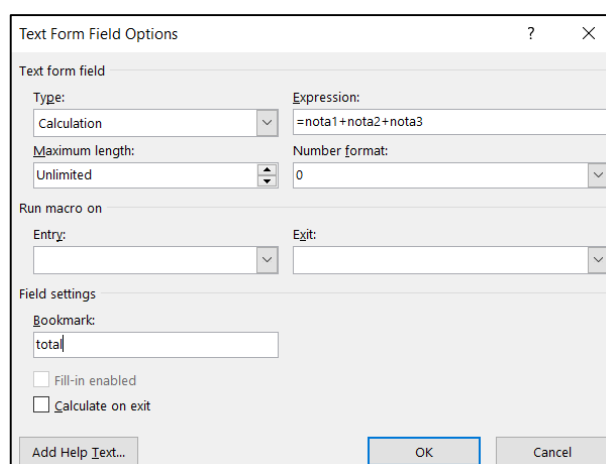 Text Form Field Options ?
Text form field
Type: Expression:
Calculation =nota1+nota2+nota3
Maximum length: Number format:
Unlimited 0
Run macro on
Entry: Exit:
Field settings
Bookmark:
total
Fill-in enabled
Calculate on exit
Add Help Text... OK Cancel